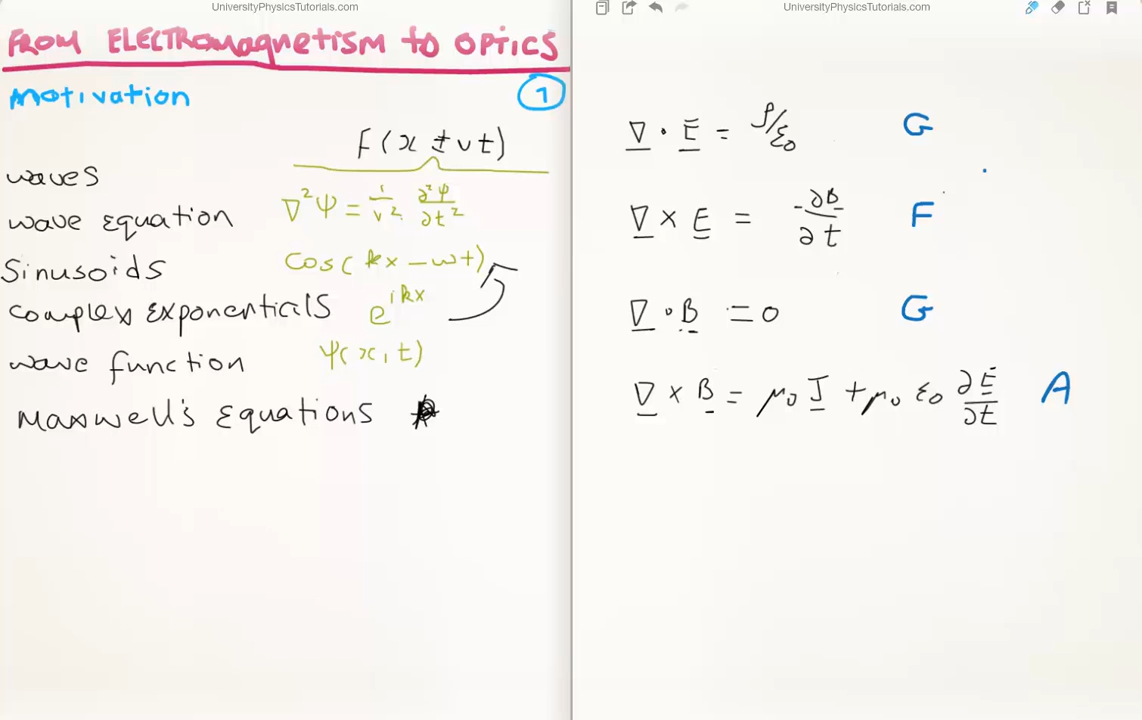 UniversityPhysicsTutorials.com
FROM ELECTROmagnetism to OPTICS
motivation 1
F(x ± vt)
waves
wave equation ∇²Ψ = 1/v² ∂²Ψ/∂t²
Sinusoids cos(kx − ωt)
complex exponentials e^{ikx}
wave function Ψ(x, t)
Maxwell's Equations
UniversityPhysicsTutorials.com
∇ · E = ρ/ε₀ G
∇ × E = −∂B/∂t F
∇ · B = 0 G
∇ × B = μ₀ J + μ₀ ε₀ ∂E/∂t A